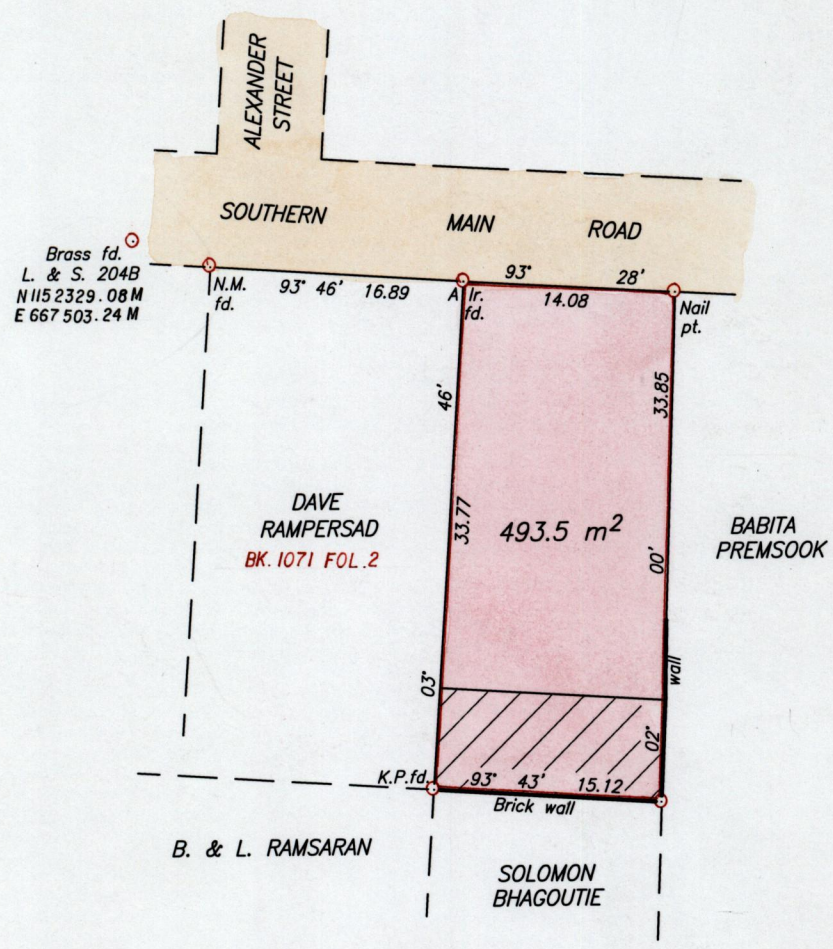 ALEXANDER
STREET
SOUTHERN MAIN ROAD
Brass fd.
L. & S. 204B
N 1152329.08 M
E 667503.24 M
N.M.
fd.
93° 46' 16.89
A Ir.
fd.
93° 28'
14.08
Nail
pt.
03° 46'
33.77
33.85
02° 00'
wall
493.5 m²
DAVE
RAMPERSAD
BK. 1071 FOL.2
BABITA
PREMSOOK
K.P.fd.
93° 43' 15.12
Brick wall
B. & L. RAMSARAN
SOLOMON
BHAGOUTIE